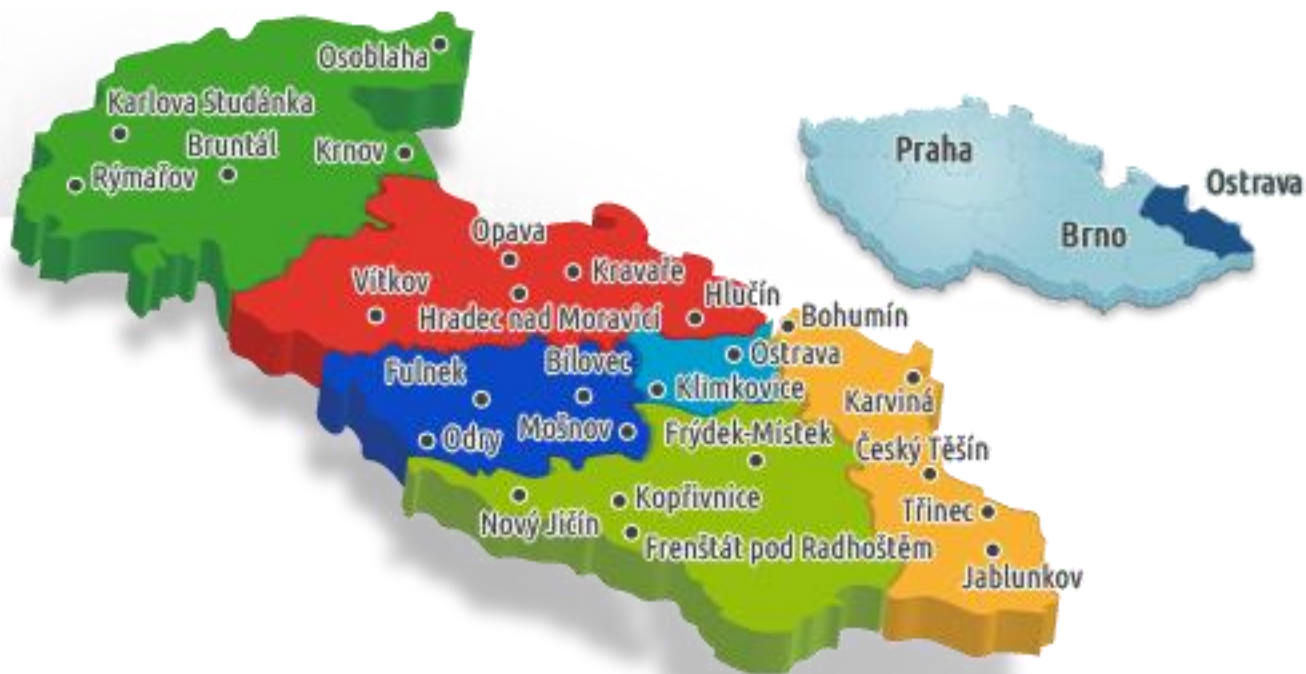 Osoblaha
Karlova Studánka
Bruntál
Krnov
Rýmařov
Praha
Ostrava
Brno
Opava
Kravaře
Vítkov
Hradec nad Moravicí
Hlučín
Bohumín
Fulnek
Bílovec
Ostrava
Klimkovice
Karviná
Odry
Mošnov
Frýdek-Místek
Český Těšín
Nový Jičín
Kopřivnice
Třinec
Frenštát pod Radhoštěm
Jablunkov